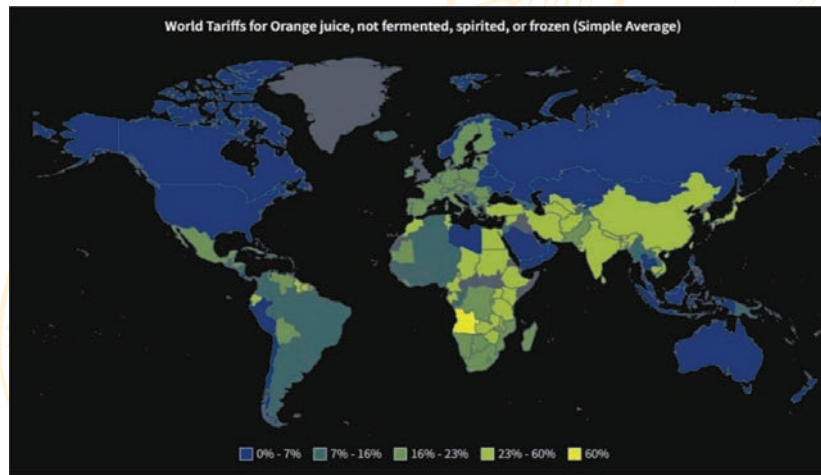 World Tariffs for Orange juice, not fermented, spirited, or frozen (Simple Average)
0% - 7% 7% - 16% 16% - 23% 23% - 60% 60%